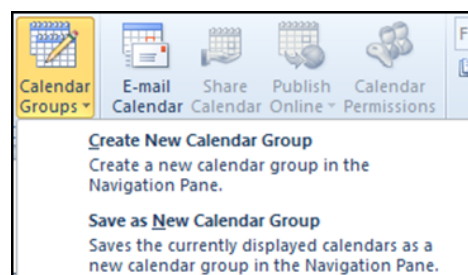 Calendar Groups
E-mail Calendar
Share Calendar
Publish Online
Calendar Permissions
F
Create New Calendar Group
Create a new calendar group in the
Navigation Pane.
Save as New Calendar Group
Saves the currently displayed calendars as a
new calendar group in the Navigation Pane.